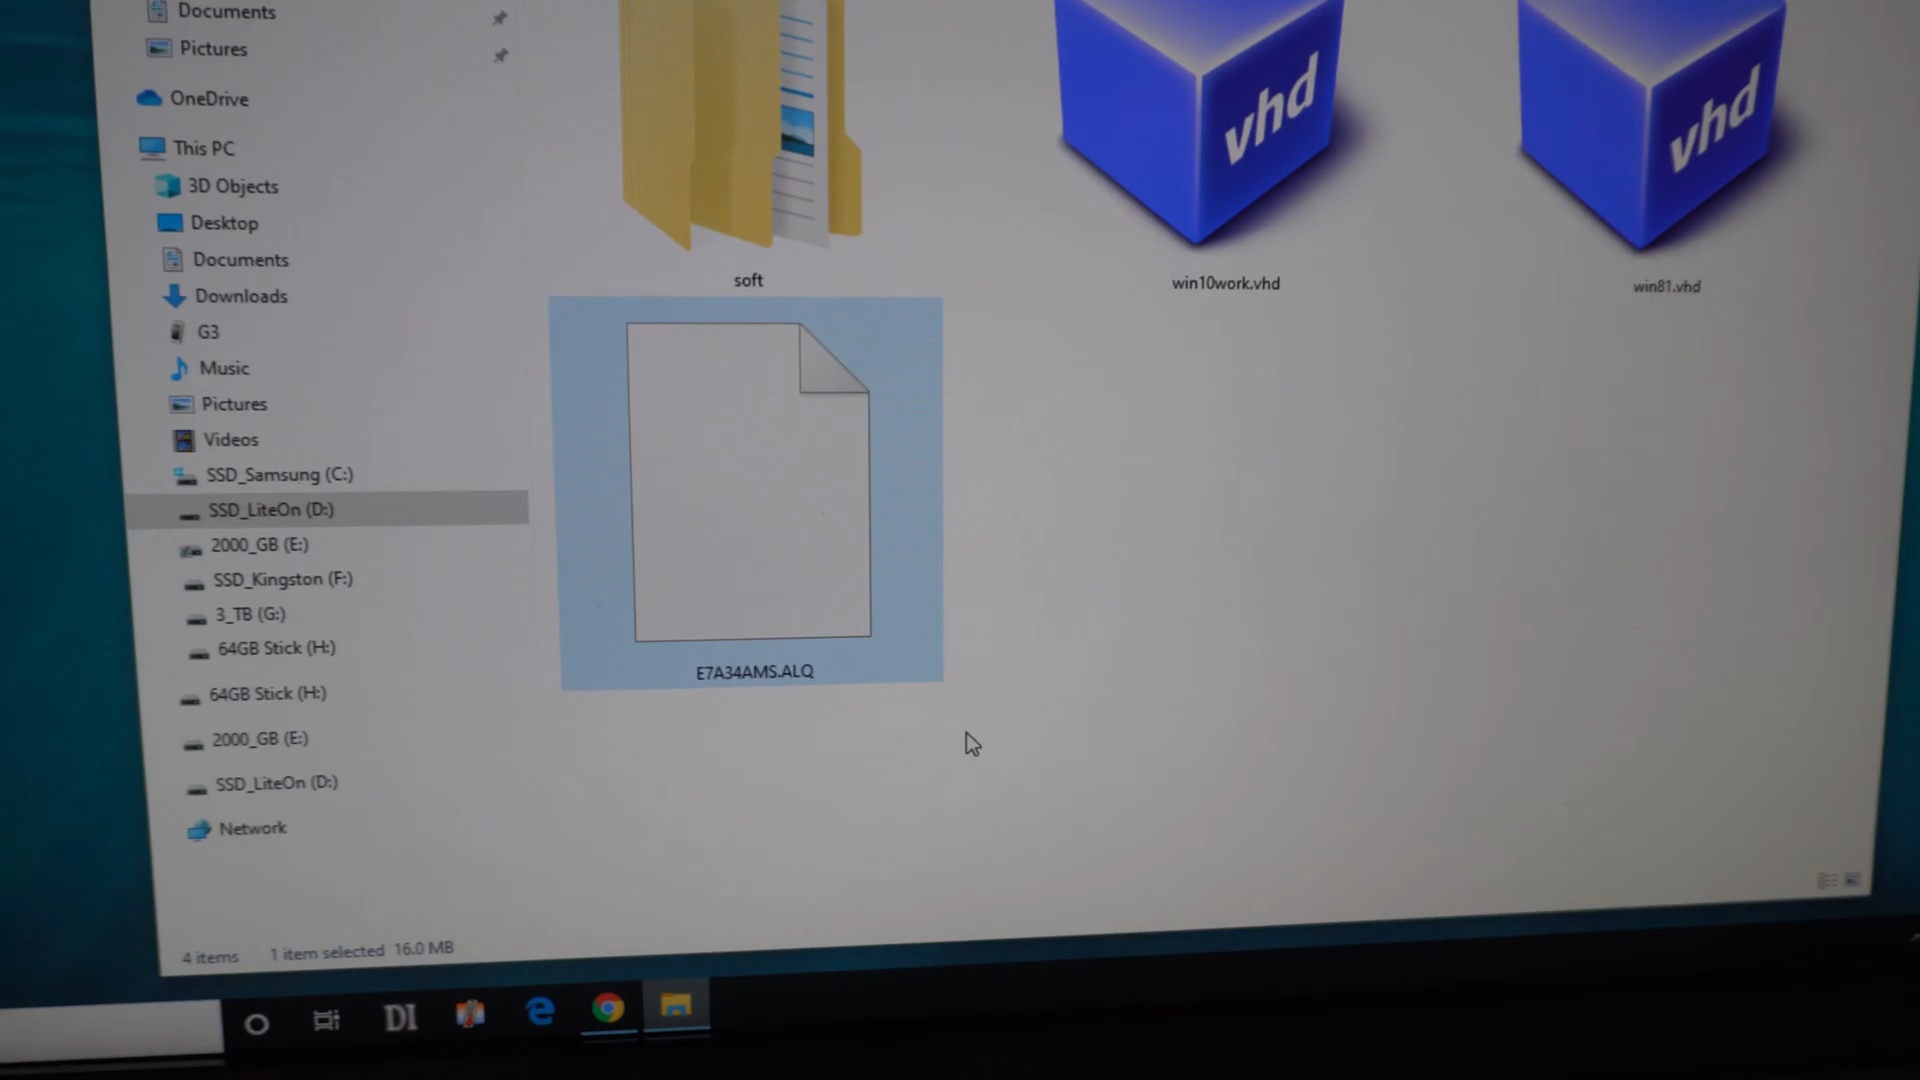 Documents
Pictures
OneDrive
This PC
3D Objects
Desktop
Documents
Downloads
G3
Music
Pictures
Videos
SSD_Samsung (C:)
SSD_LiteOn (D:)
2000_GB (E:)
SSD_Kingston (F:)
3_TB (G:)
64GB Stick (H:)
64GB Stick (H:)
2000_GB (E:)
SSD_LiteOn (D:)
Network
vhd
vhd
soft
win10work.vhd
win81.vhd
E7A34AMS.ALQ
4 items 1 item selected 16.0 MB
DI